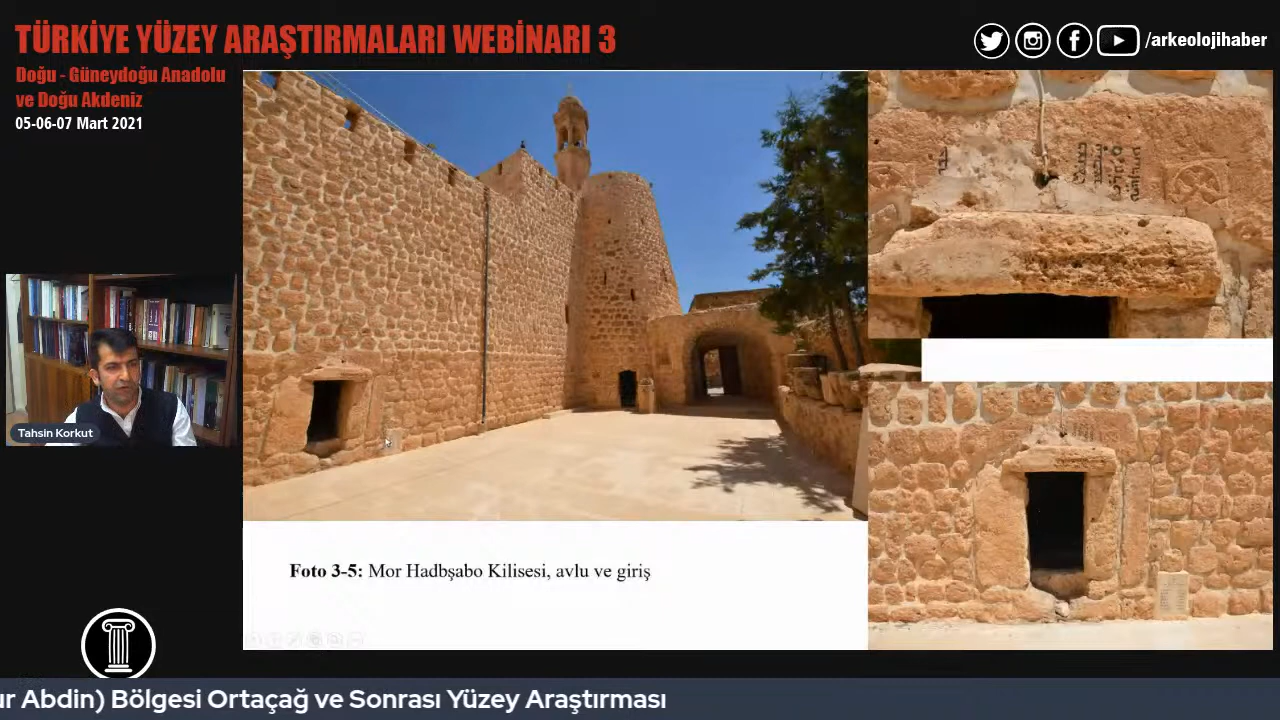 TÜRKİYE YÜZEY ARAŞTIRMALARI WEBİNARI 3
/arkeolojihaber
Doğu - Güneydoğu Anadolu
ve Doğu Akdeniz
05-06-07 Mart 2021
Tahsin Korkut
Foto 3-5: Mor Hadbşabo Kilisesi, avlu ve giriş
ur Abdin) Bölgesi Ortaçağ ve Sonrası Yüzey Araştırması